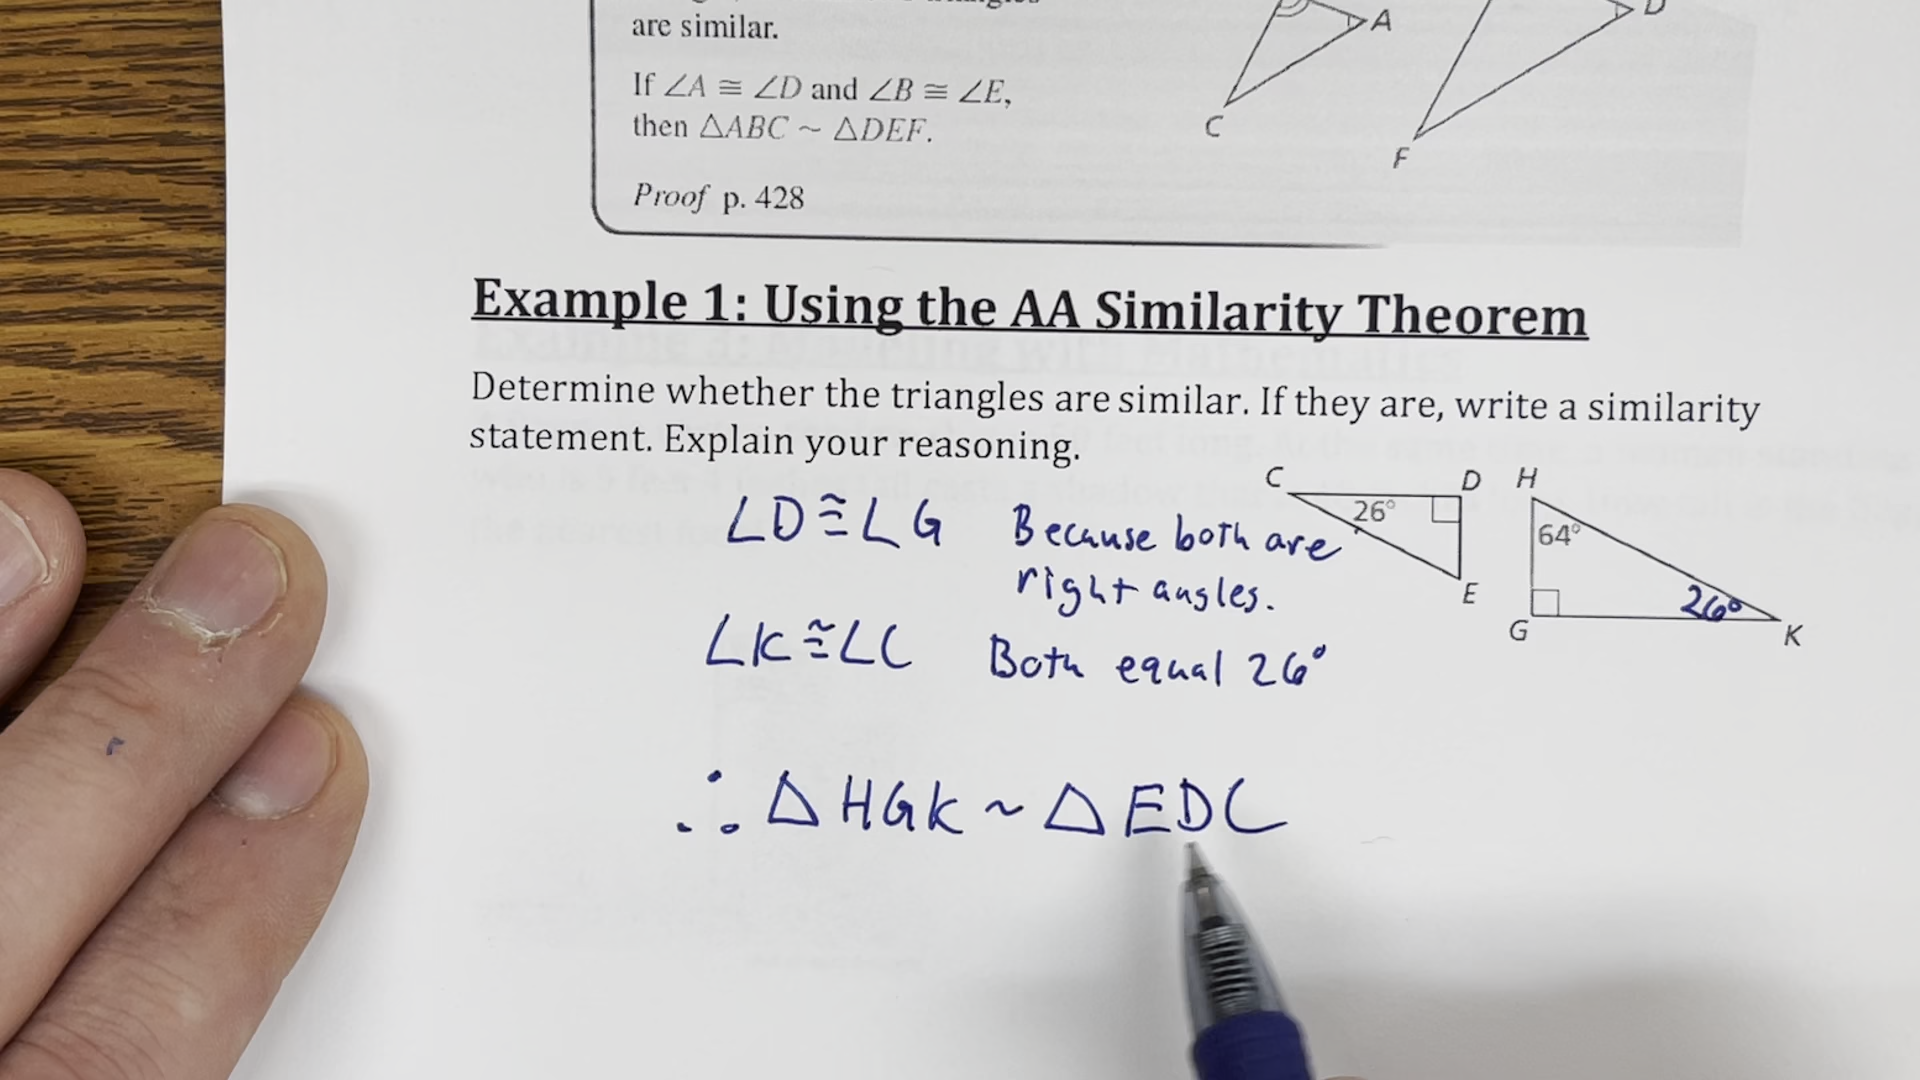 are similar.
If ∠A ≅ ∠D and ∠B ≅ ∠E,
then △ABC ~ △DEF.
Proof p. 428
A
C
F
D
Example 1: Using the AA Similarity Theorem
Determine whether the triangles are similar. If they are, write a similarity
statement. Explain your reasoning.
∠D ≅ ∠G Because both are
right angles.
∠K ≅ ∠C Both equal 26°
∴ △HGK ~ △EDC
C
D
26°
E
H
64°
G
26°
K